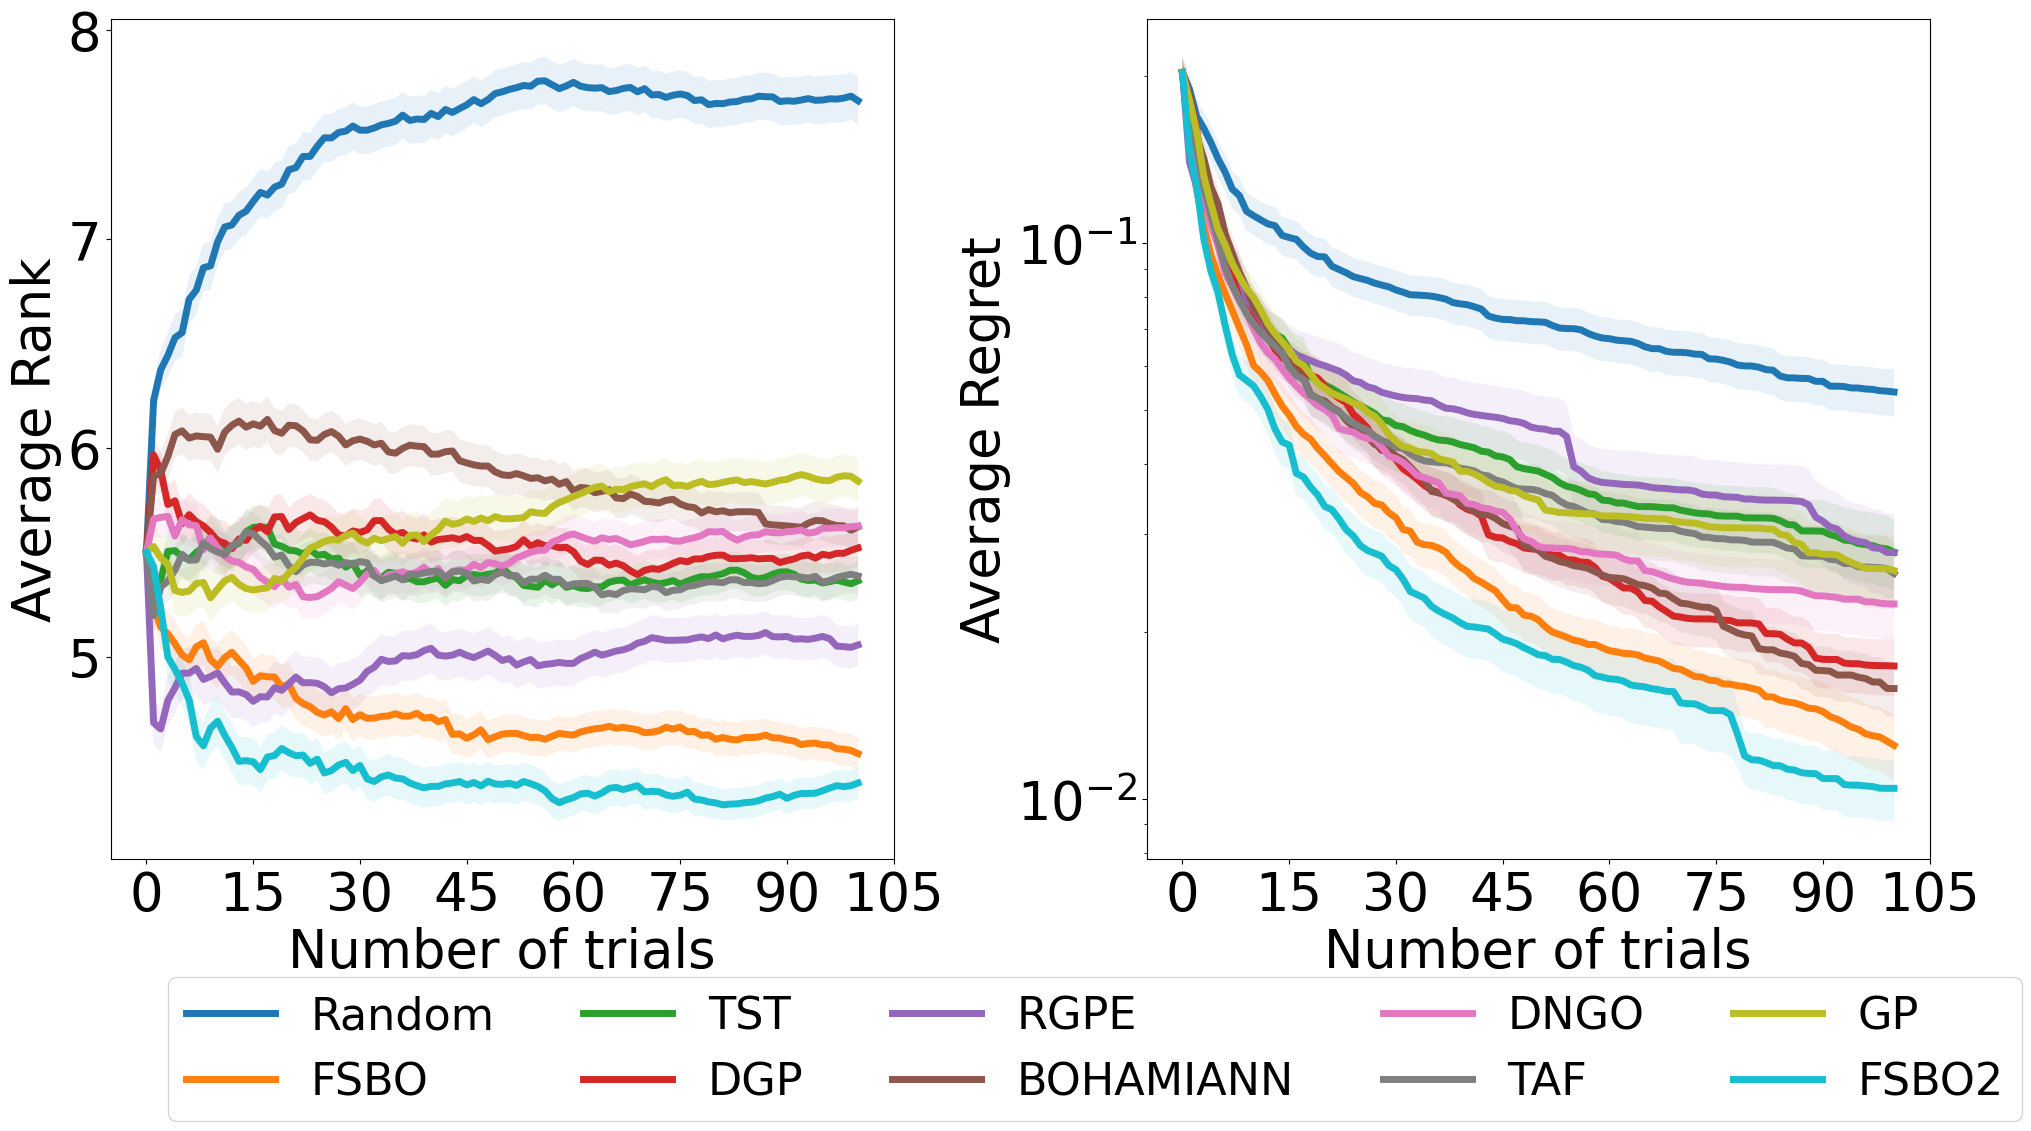 Average Rank
8
7
6
5
0 15 30 45 60 75 90 105
Number of trials
Average Regret
10⁻¹
10⁻²
0 15 30 45 60 75 90 105
Number of trials
Random TST RGPE DNGO GP
FSBO DGP BOHAMIANN TAF FSBO2